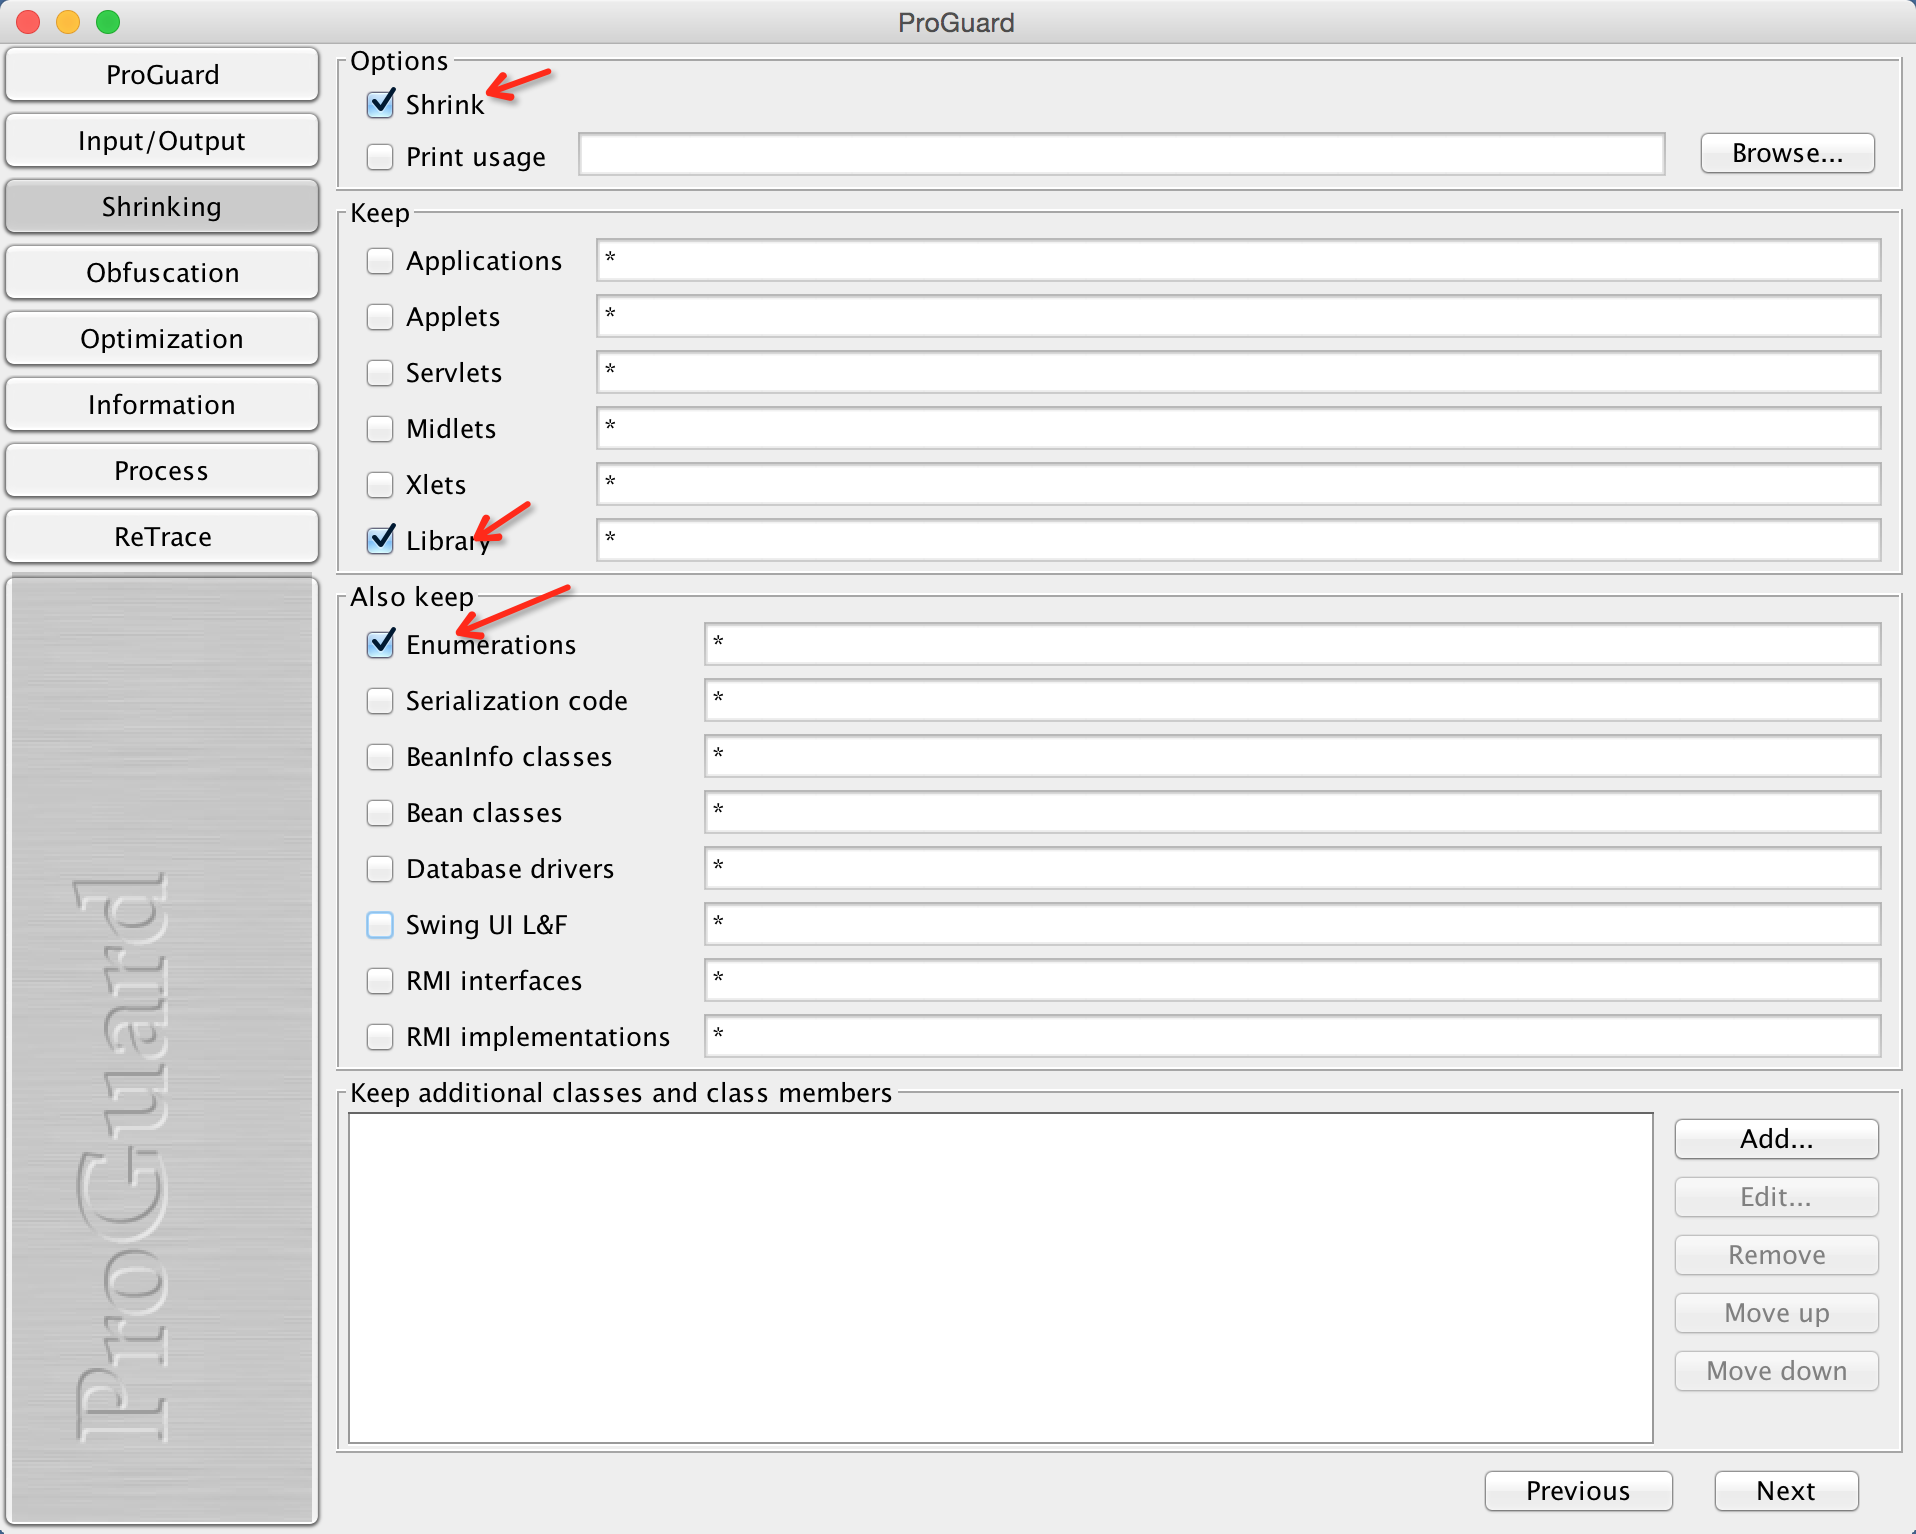 ProGuard
ProGuard
Input/Output
Shrinking
Obfuscation
Optimization
Information
Process
ReTrace
ProGuard
Options
Shrink
Print usage
Browse...
Keep
Applications *
Applets *
Servlets *
Midlets *
Xlets *
Library *
Also keep
Enumerations *
Serialization code *
BeanInfo classes *
Bean classes *
Database drivers *
Swing UI L&F *
RMI interfaces *
RMI implementations *
Keep additional classes and class members
Add...
Edit...
Remove
Move up
Move down
Previous Next